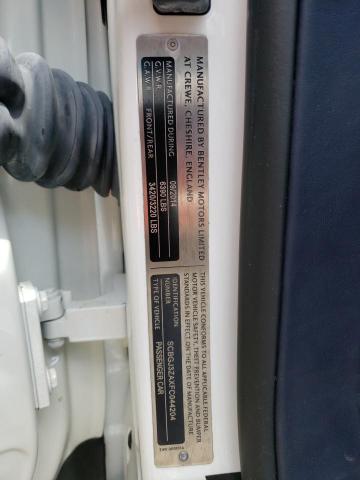 MANUFACTURED BY BENTLEY MOTORS LIMITED
AT CREWE, CHESHIRE, ENGLAND
MANUFACTURED DURING 09/2014
G.V.W.R. 6390 LBS
G.A.W.R. FRONT/REAR 3420/3220 LBS
THIS VEHICLE CONFORMS TO ALL APPLICABLE FEDERAL
MOTOR VEHICLE SAFETY, THEFT PREVENTION AND BUMPER
STANDARDS IN EFFECT ON THE DATE OF MANUFACTURE
IDENTIFICATION
NUMBER SCBGJ3ZAXFC044204
TYPE OF VEHICLE PASSENGER CAR